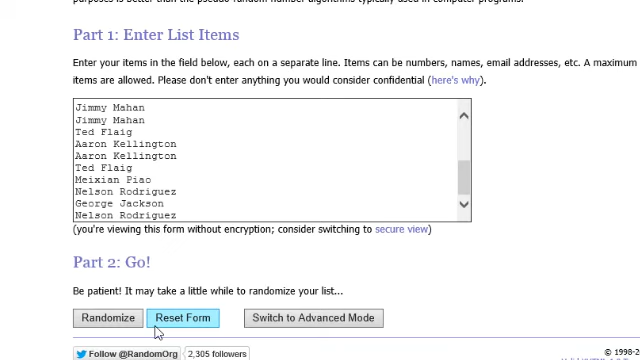 purposes is better than the pseudo-random number algorithms typically used in computer programs.
Part 1: Enter List Items
Enter your items in the field below, each on a separate line. Items can be numbers, names, email addresses, etc. A maximum
items are allowed. Please don't enter anything you would consider confidential (here's why).
Jimmy Mahan
Jimmy Mahan
Ted Flaig
Aaron Kellington
Aaron Kellington
Ted Flaig
Meixian Piao
Nelson Rodriguez
George Jackson
Nelson Rodriguez
(you're viewing this form without encryption; consider switching to secure view)
Part 2: Go!
Be patient! It may take a little while to randomize your list...
Randomize Reset Form Switch to Advanced Mode
© 1998-2
Follow @RandomOrg 2,305 followers